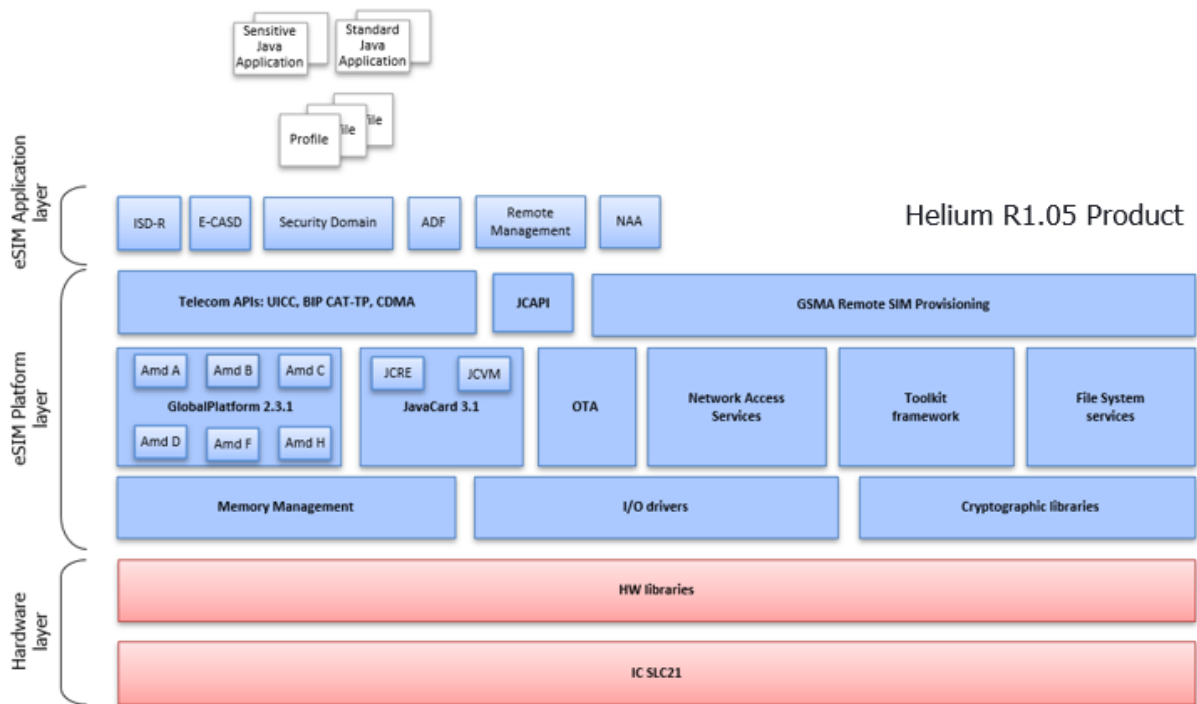 Sensitive
Java
Application
Standard
Java
Application
Profile
file
file
eSIM Application
layer
ISD-R
E-CASD
Security Domain
ADF
Remote
Management
NAA
Helium R1.05 Product
eSIM Platform
layer
Telecom APIs: UICC, BIP CAT-TP, CDMA
JCAPI
GSMA Remote SIM Provisioning
Amd A
Amd B
Amd C
GlobalPlatform 2.3.1
Amd D
Amd F
Amd H
JCRE
JCVM
JavaCard 3.1
OTA
Network Access
Services
Toolkit
framework
File System
services
Memory Management
I/O drivers
Cryptographic libraries
Hardware
layer
HW libraries
IC SLC21